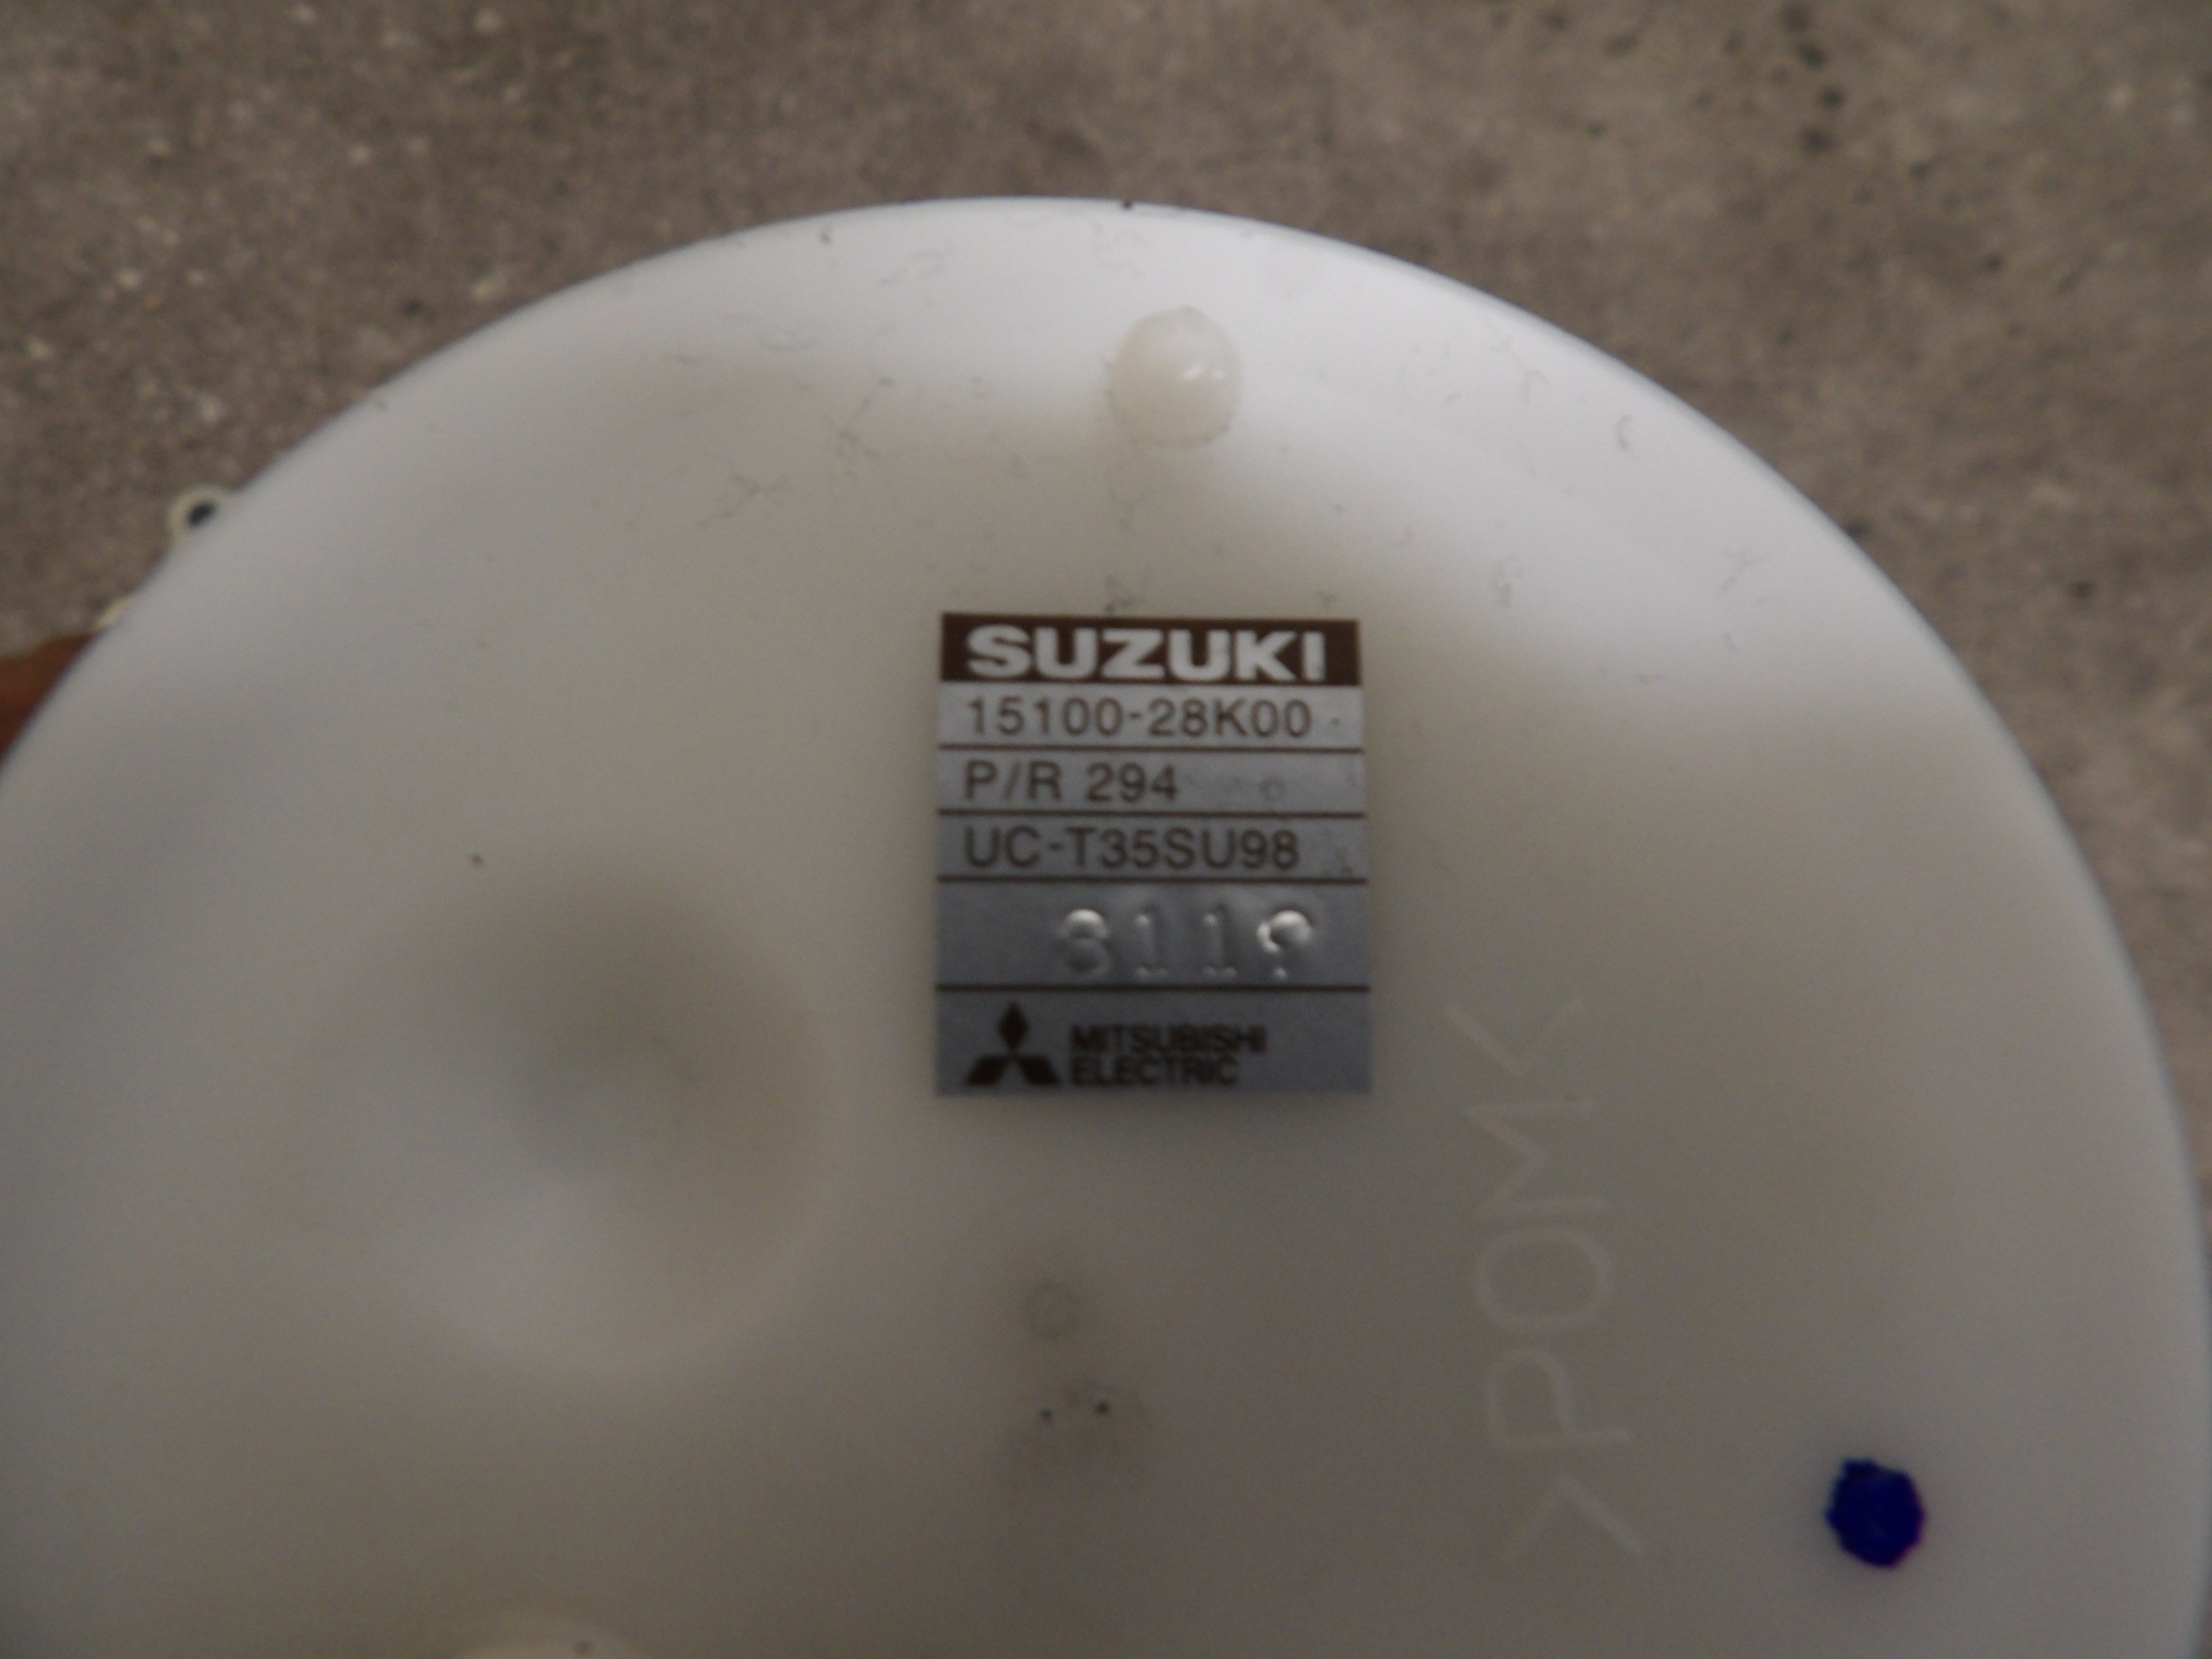 SUZUKI
15100-28K00
P/R 294
UC-T35SU98
MITSUBISHI
ELECTRIC
>POM<